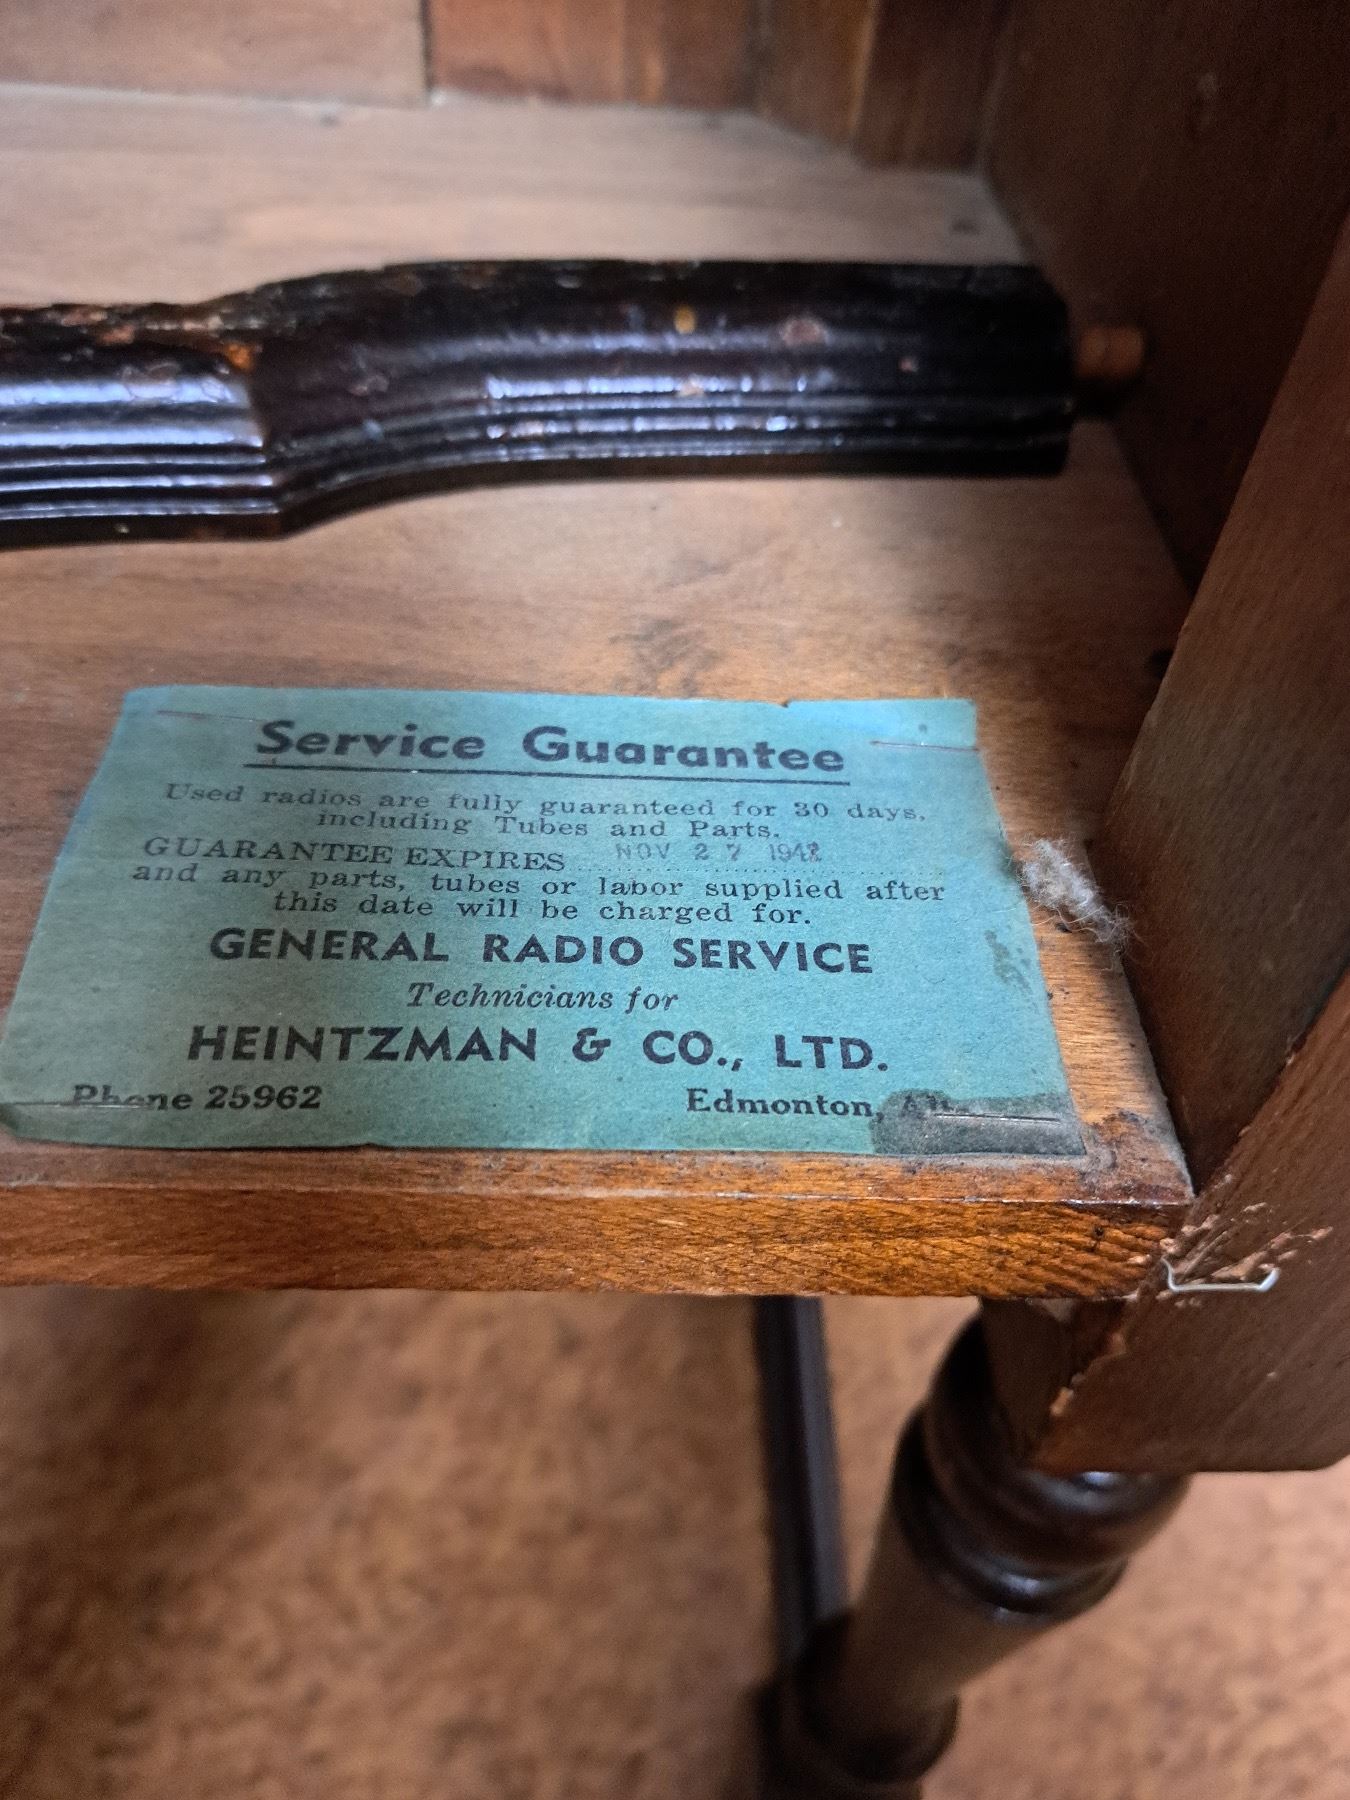 Service Guarantee
Used radios are fully guaranteed for 30 days,
including Tubes and Parts.
GUARANTEE EXPIRES NOV 27
and any parts, tubes or labor supplied after
this date will be charged for.
GENERAL RADIO SERVICE
Technicians for
HEINTZMAN & CO., LTD.
Phone 25962 Edmonton,